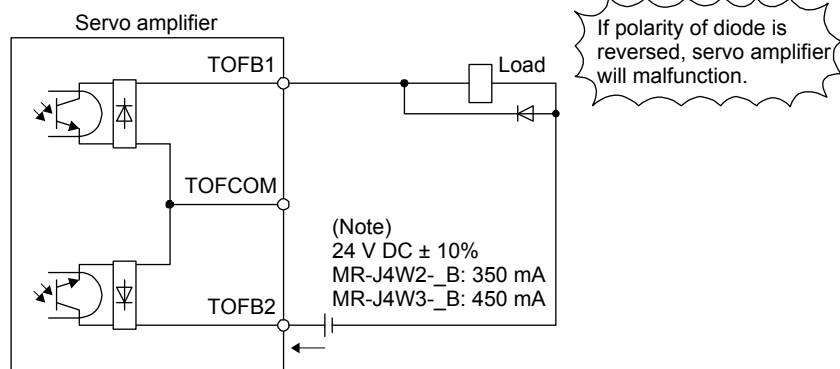 Servo amplifier
If polarity of diode is
reversed, servo amplifier
will malfunction.
TOFB1
Load
TOFCOM
(Note)
24 V DC ± 10%
MR-J4W2-_B: 350 mA
MR-J4W3-_B: 450 mA
TOFB2